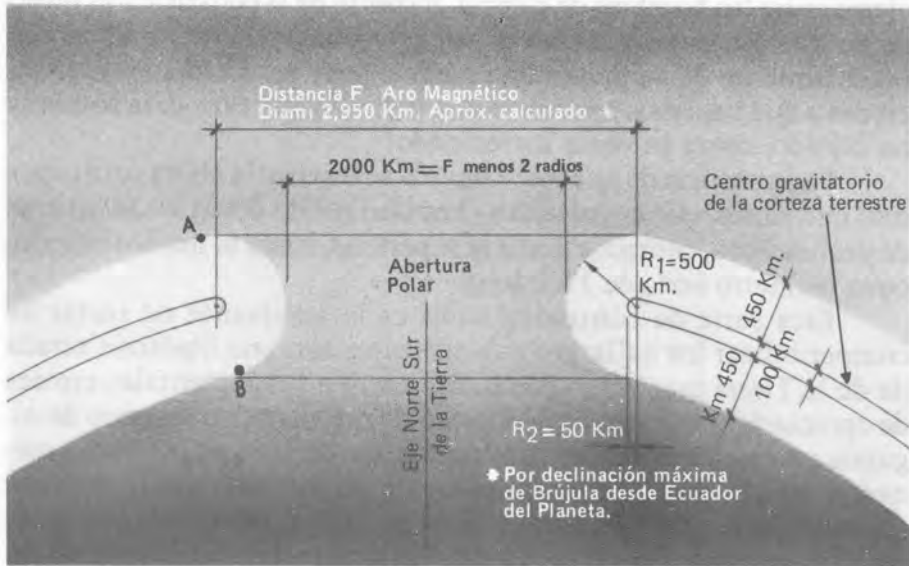 Distancia F Aro Magnético
Diami 2,950 Km. Aprox. calculado *
2000 Km = F menos 2 radios
Centro gravitatorio
de la corteza terrestre
A
Abertura
Polar
R1=500
Km.
450 Km.
Km 450
100 Km
B
Eje Norte Sur
de la Tierra
R2=50 Km
* Por declinación máxima
de Brújula desde Ecuador
del Planeta.